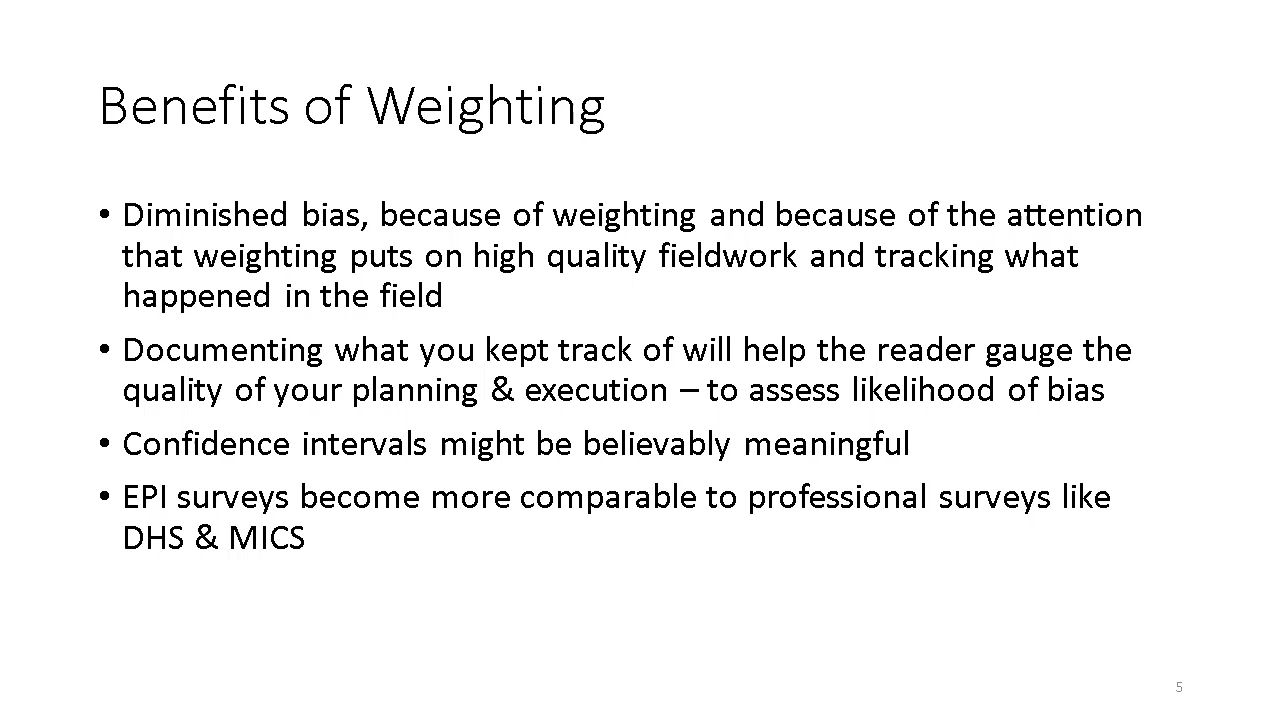 Benefits of Weighting
• Diminished bias, because of weighting and because of the attention
that weighting puts on high quality fieldwork and tracking what
happened in the field
• Documenting what you kept track of will help the reader gauge the
quality of your planning & execution – to assess likelihood of bias
• Confidence intervals might be believably meaningful
• EPI surveys become more comparable to professional surveys like
DHS & MICS
5